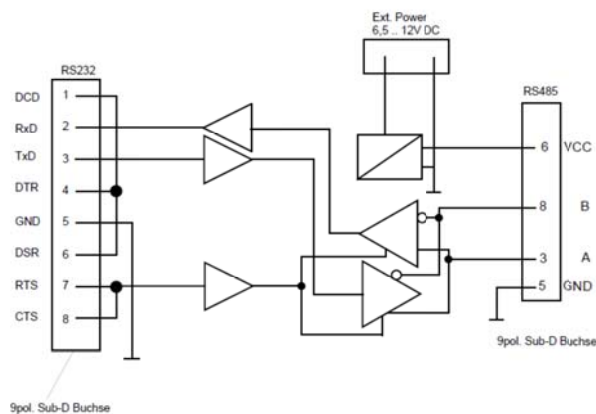 Ext. Power
6,5 .. 12V DC
RS232
RS485
DCD 1
RxD 2
TxD 3
DTR 4
GND 5
DSR 6
RTS 7
CTS 8
6 VCC
8 B
3 A
5 GND
9pol. Sub-D Buchse
9pol. Sub-D Buchse